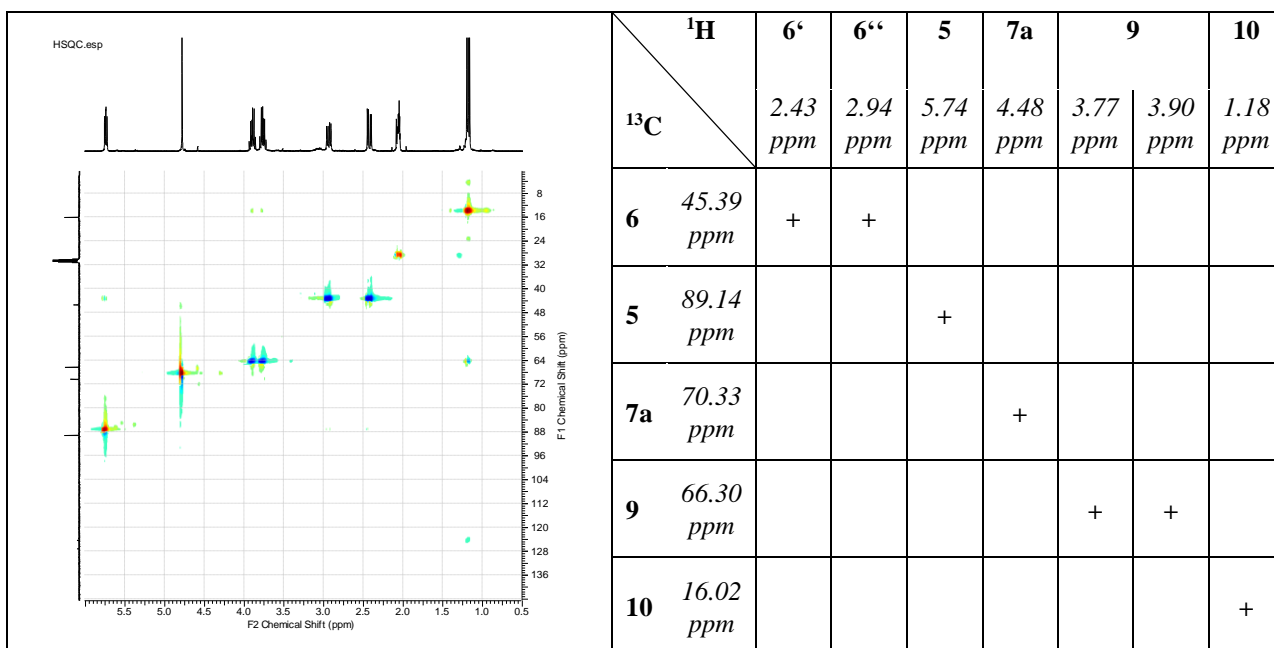 HSQC.esp
8
16
24
32
40
48
56
64
72
80
88
96
104
112
120
128
136
F1 Chemical Shift (ppm)
5.5 5.0 4.5 4.0 3.5 3.0 2.5 2.0 1.5 1.0 0.5
F2 Chemical Shift (ppm)
¹H 6‘ 6‘‘ 5 7a 9 10
¹³C 2.43 ppm 2.94 ppm 5.74 ppm 4.48 ppm 3.77 ppm 3.90 ppm 1.18 ppm
6 45.39 ppm + +
5 89.14 ppm +
7a 70.33 ppm +
9 66.30 ppm + +
10 16.02 ppm +